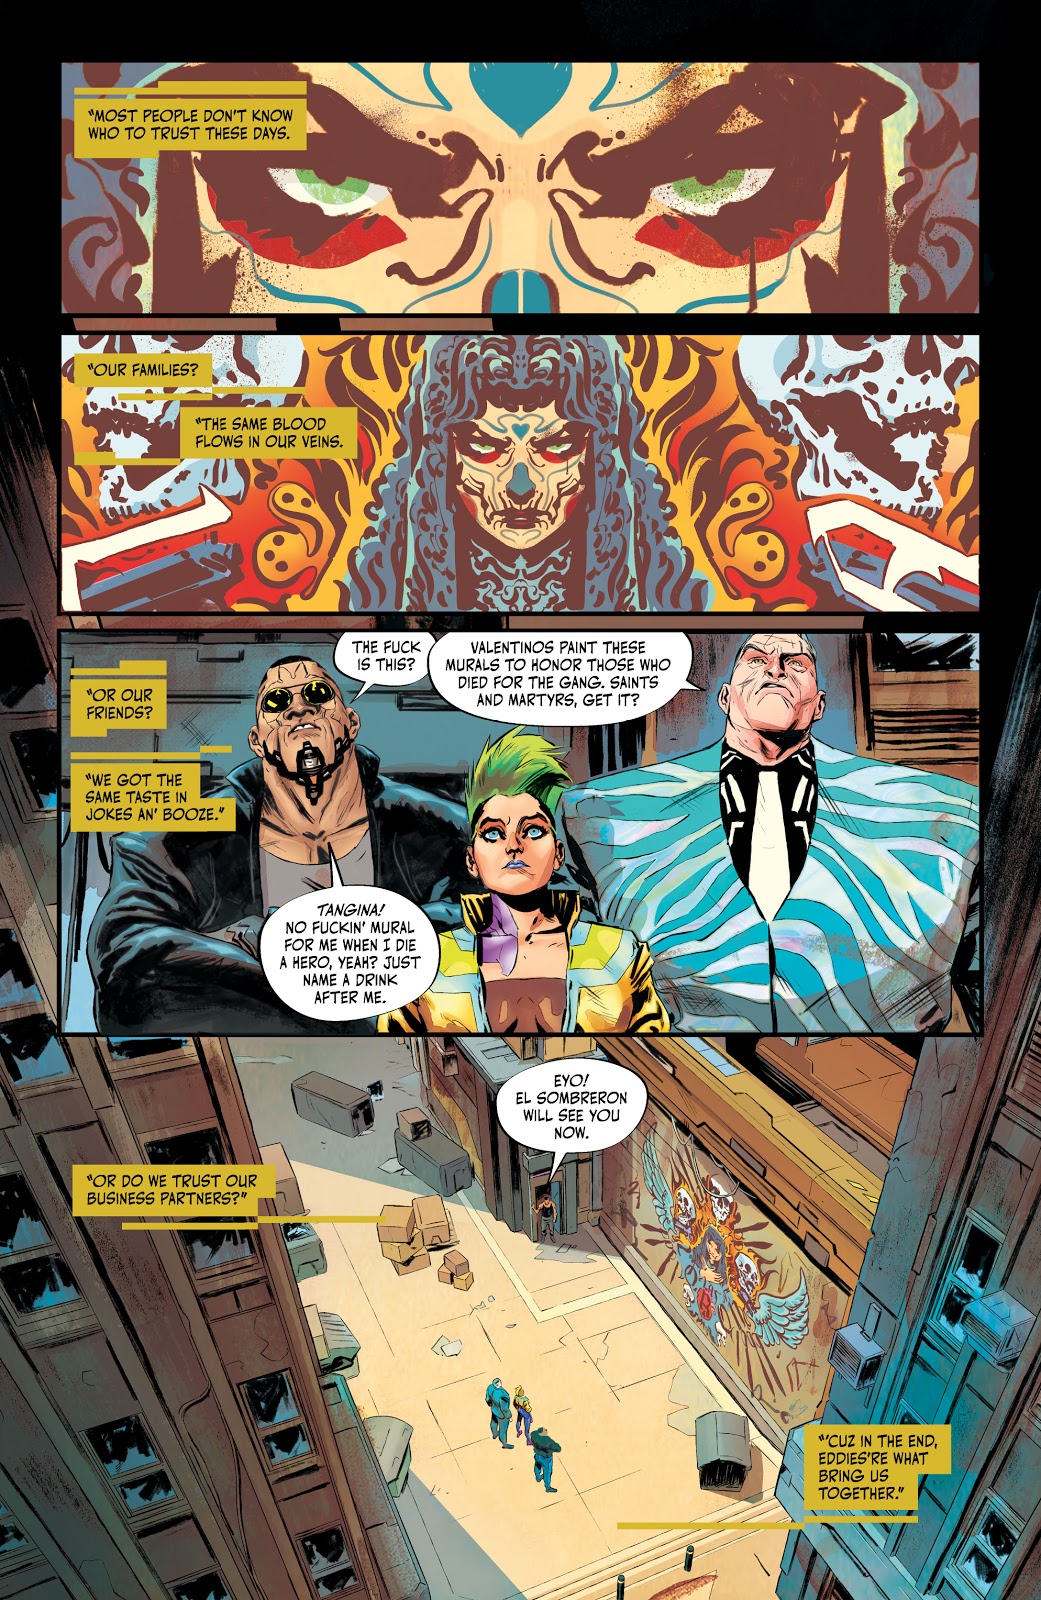 "MOST PEOPLE DON'T KNOW
WHO TO TRUST THESE DAYS.
"OUR FAMILIES?
"THE SAME BLOOD
FLOWS IN OUR VEINS.
"OR OUR
FRIENDS?
"WE GOT THE
SAME TASTE IN
JOKES AN' BOOZE."
THE FUCK
IS THIS?
VALENTINOS PAINT THESE
MURALS TO HONOR THOSE WHO
DIED FOR THE GANG. SAINTS
AND MARTYRS, GET IT?
TANGINA!
NO FUCKIN' MURAL
FOR ME WHEN I DIE
A HERO, YEAH? JUST
NAME A DRINK
AFTER ME.
EYO!
EL SOMBRERON
WILL SEE YOU
NOW.
"OR DO WE TRUST OUR
BUSINESS PARTNERS?"
"'CUZ IN THE END,
EDDIES'RE WHAT
BRING US
TOGETHER."